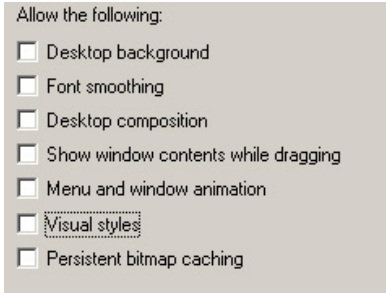 Allow the following:
Desktop background
Font smoothing
Desktop composition
Show window contents while dragging
Menu and window animation
Visual styles
Persistent bitmap caching